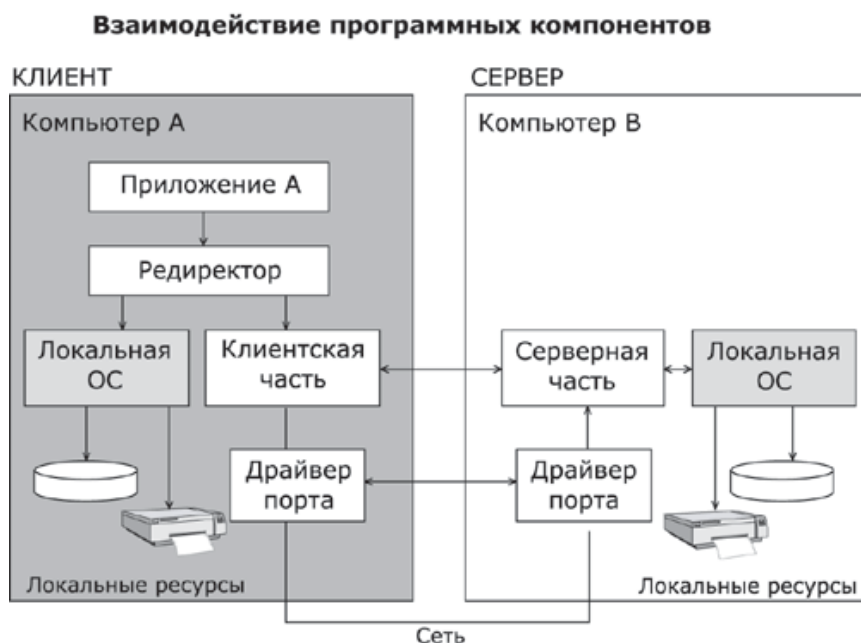 Взаимодействие программных компонентов
КЛИЕНТ
Компьютер А
Приложение А
Редиректор
Локальная
ОС
Клиентская
часть
Драйвер
порта
Локальные ресурсы
СЕРВЕР
Компьютер В
Серверная
часть
Локальная
ОС
Драйвер
порта
Локальные ресурсы
Сеть